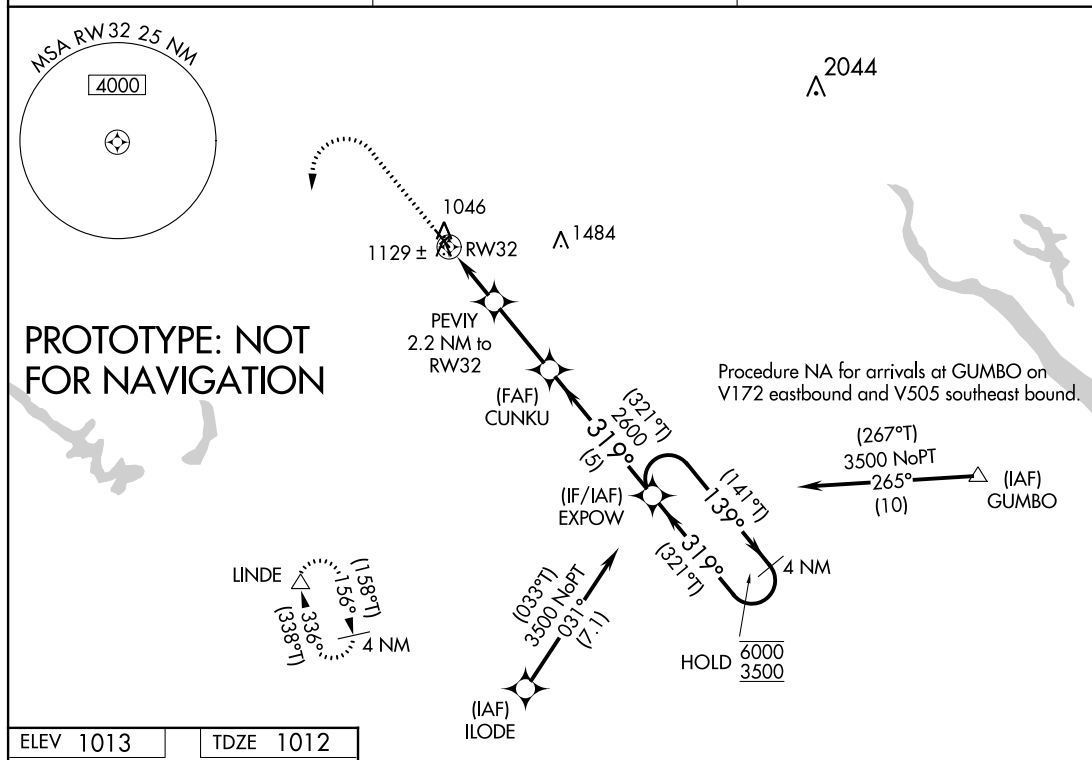 MSA RW32 25 NM
4000
2044
1046
1129 ±
RW32
1484
PEVIY
2.2 NM to
RW32
PROTOTYPE: NOT
FOR NAVIGATION
(FAF)
CUNKU
Procedure NA for arrivals at GUMBO on
V172 eastbound and V505 southeast bound.
(321°T)
2600
319°
(5)
(267°T)
3500 NoPT
265°
(10)
(IAF)
GUMBO
(IF/IAF)
EXPOW
(141°T)
139°
319°
(321°T)
4 NM
HOLD
6000
3500
LINDE
(158°T)
156°
336°
(338°T)
4 NM
(033°T)
3500 NoPT
031°
(7.1)
(IAF)
ILODE
ELEV 1013
TDZE 1012